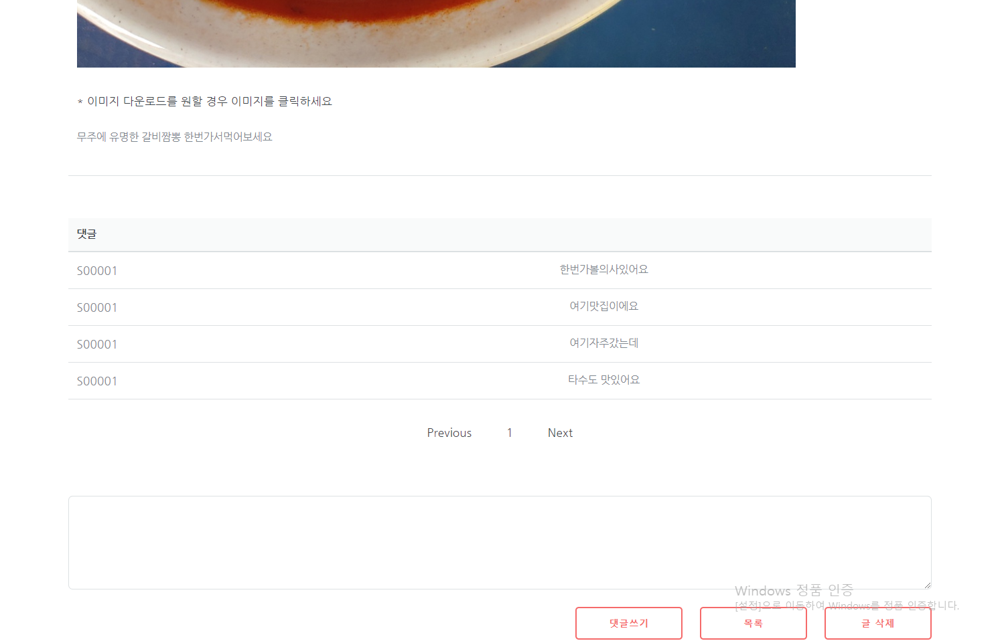 * 이미지 다운로드를 원할 경우 이미지를 클릭하세요
무주에 유명한 갈비짬뽕 한번가서먹어보세요
댓글
S00001 한번가볼의사있어요
S00001 여기맛집이에요
S00001 여기자주갔는데
S00001 타수도 맛있어요
Previous 1 Next
Windows 정품 인증
[설정]으로 이동하여 Windows를 정품 인증합니다.
댓글쓰기 목록 글 삭제